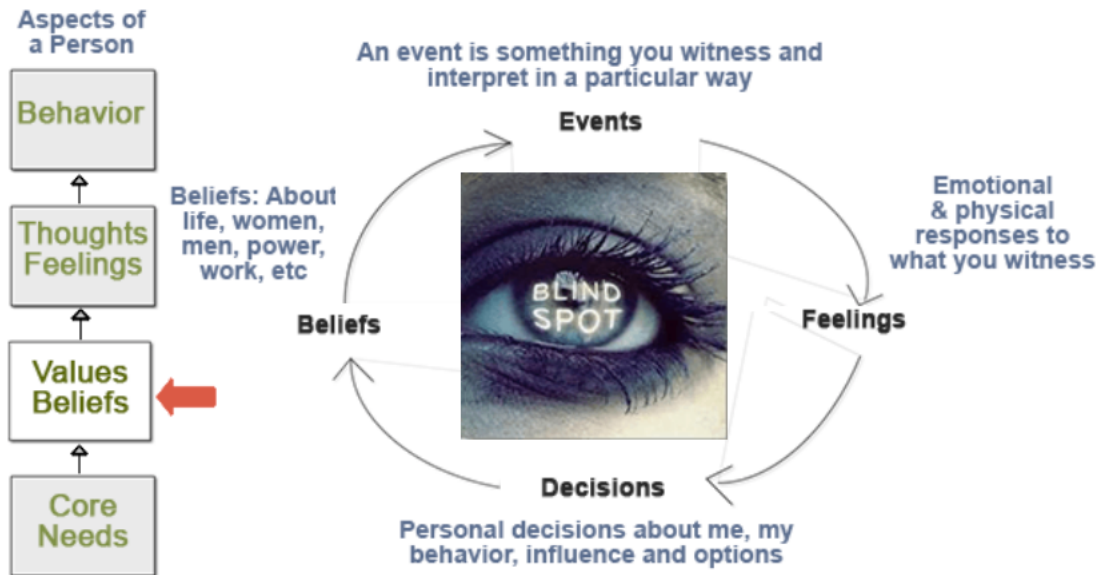 Aspects of
a Person
Behavior
Thoughts
Feelings
Values
Beliefs
Core
Needs
An event is something you witness and
interpret in a particular way
Events
Beliefs: About
life, women,
men, power,
work, etc
Emotional
& physical
responses to
what you witness
BLIND
SPOT
Beliefs
Feelings
Decisions
Personal decisions about me, my
behavior, influence and options